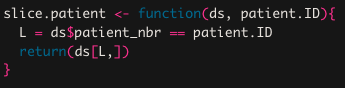 slice.patient <- function(ds, patient.ID){
  L = ds$patient_nbr == patient.ID
  return(ds[L,])
}